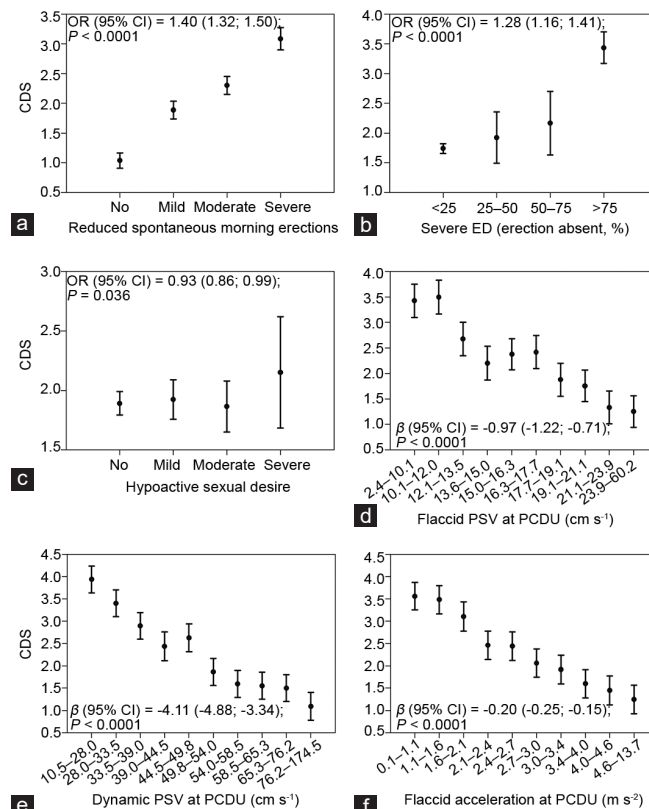 OR (95% CI) = 1.40 (1.32; 1.50);
P < 0.0001
3.5
3.0
2.5
2.0
1.5
1.0
0.5
CDS
No Mild Moderate Severe
Reduced spontaneous morning erections
a
OR (95% CI) = 1.28 (1.16; 1.41);
P < 0.0001
4.0
3.5
3.0
2.5
2.0
1.5
1.0
<25 25–50 50–75 >75
Severe ED (erection absent, %)
b
OR (95% CI) = 0.93 (0.86; 0.99);
P = 0.036
3.0
2.5
2.0
1.5
CDS
No Mild Moderate Severe
Hypoactive sexual desire
c
4.0
3.5
3.0
2.5
2.0
1.5
1.0
0.5
β (95% CI) = -0.97 (-1.22; -0.71);
P < 0.0001
2.4–10.1
10.1–12.0
12.1–13.5
13.6–15.0
15.0–16.3
16.3–17.7
17.7–19.1
19.1–21.1
21.1–23.9
23.9–60.2
Flaccid PSV at PCDU (cm s-1)
d
4.5
4.0
3.5
3.0
2.5
2.0
1.5
1.0
0.5
CDS
β (95% CI) = -4.11 (-4.88; -3.34);
P < 0.0001
10.5–28.0
28.0–33.5
33.5–39.0
39.0–44.5
44.5–49.8
49.8–54.0
54.0-58.5
58.5–65.3
65.3–76.2
76.2–174.5
Dynamic PSV at PCDU (cm s-1)
e
4.5
4.0
3.5
3.0
2.5
2.0
1.5
1.0
0.5
β (95% CI) = -0.20 (-0.25; -0.15);
P < 0.0001
0.1–1.1
1.1–1.6
1.6–2.1
2.1–2.4
2.4–2.7
2.7–3.0
3.0–3.4
3.4–4.0
4.0–4.6
4.6–13.7
Flaccid acceleration at PCDU (m s-2)
f